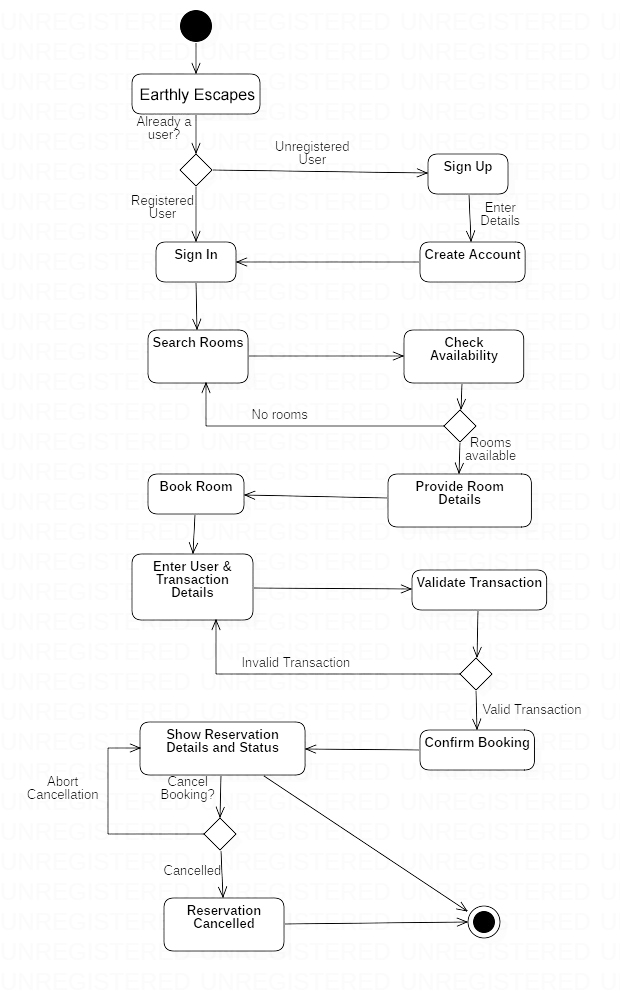 Earthly Escapes
Already a
user?
Unregistered
User
Sign Up
Registered
User
Enter
Details
Sign In
Create Account
Search Rooms
Check
Availability
No rooms
Rooms
available
Book Room
Provide Room
Details
Enter User &
Transaction
Details
Validate Transaction
Invalid Transaction
Valid Transaction
Show Reservation
Details and Status
Confirm Booking
Abort
Cancellation
Cancel
Booking?
Cancelled
Reservation
Cancelled
UNREGISTERED